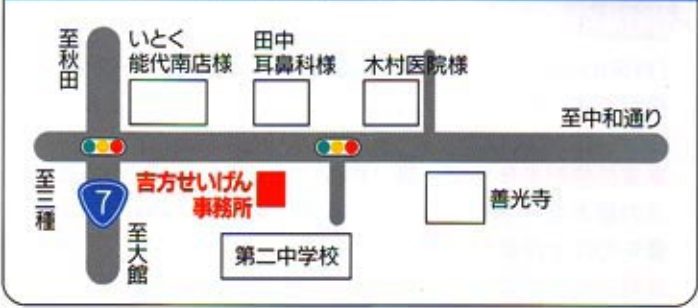 至秋田
いとく
能代南店様
田中
耳鼻科様
木村医院様
至中和通り
至三種
7
至大館
吉方せいげん
事務所
第二中学校
善光寺